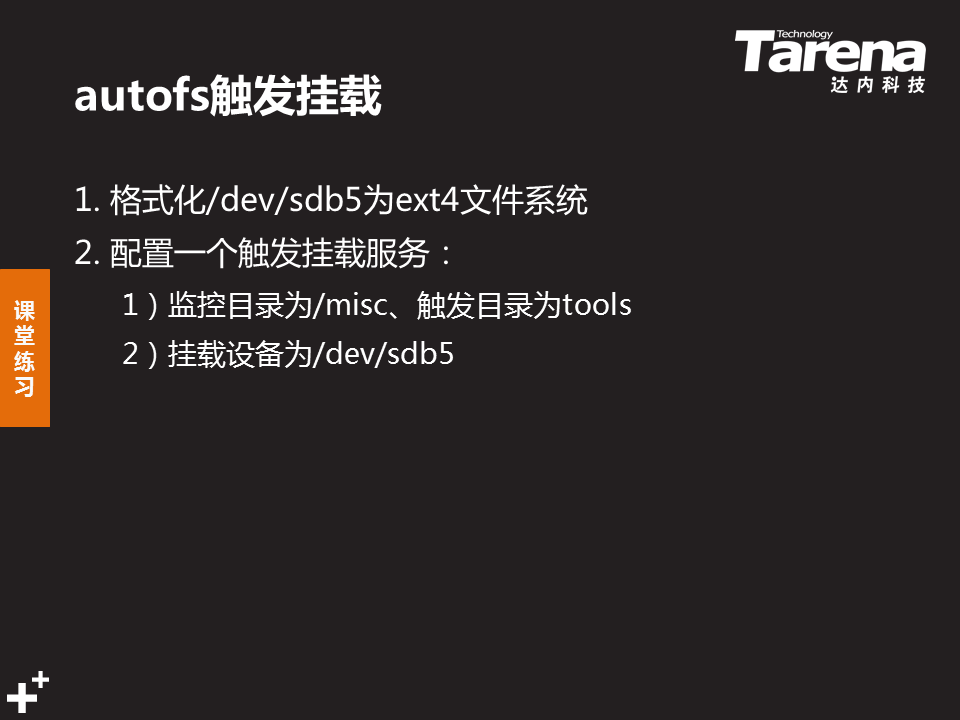 Technology
Tarena
达内科技
autofs触发挂载
1. 格式化/dev/sdb5为ext4文件系统
2. 配置一个触发挂载服务：
1）监控目录为/misc、触发目录为tools
2）挂载设备为/dev/sdb5
课
堂
练
习